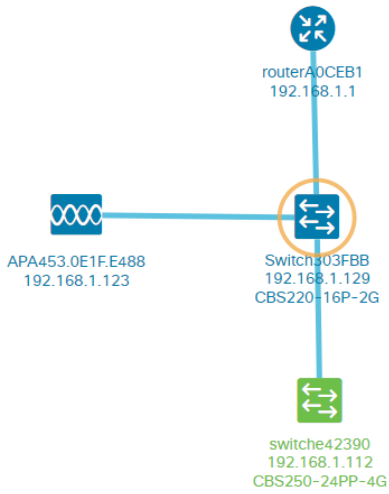 routerA0CEB1
192.168.1.1
APA453.0E1F.E488
192.168.1.123
Switch303FBB
192.168.1.129
CBS220-16P-2G
switche42390
192.168.1.112
CBS250-24PP-4G